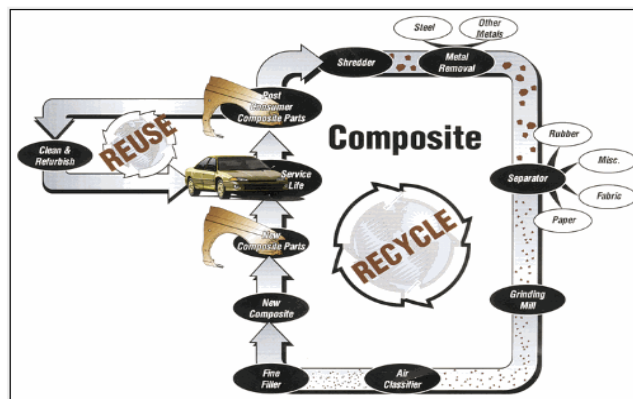 Steel
Other
Metals
Shredder
Metal
Removal
Post
Consumer
Composite Parts
Composite
REUSE
Clean &
Refurbish
Rubber
Misc.
Service
Life
Separator
Fabric
Paper
RECYCLE
New
Composite Parts
New
Composite
Grinding
Mill
Fine
Filler
Air
Classifier